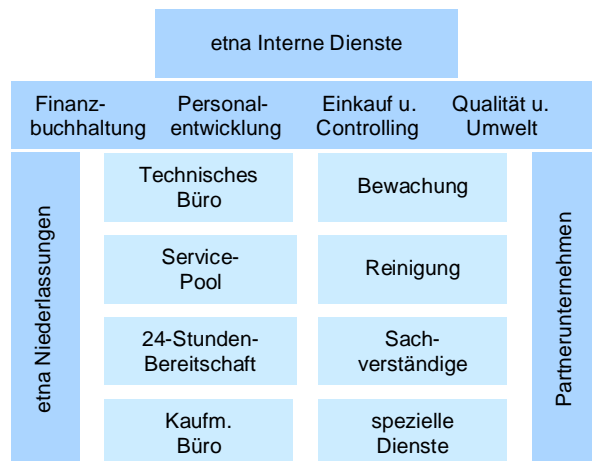 etna Interne Dienste
Finanz-
buchhaltung
Personal-
entwicklung
Einkauf u.
Controlling
Qualität u.
Umwelt
etna Niederlassungen
Technisches
Büro
Bewachung
Service-
Pool
Reinigung
24-Stunden-
Bereitschaft
Sach-
verständige
Kaufm.
Büro
spezielle
Dienste
Partnerunternehmen